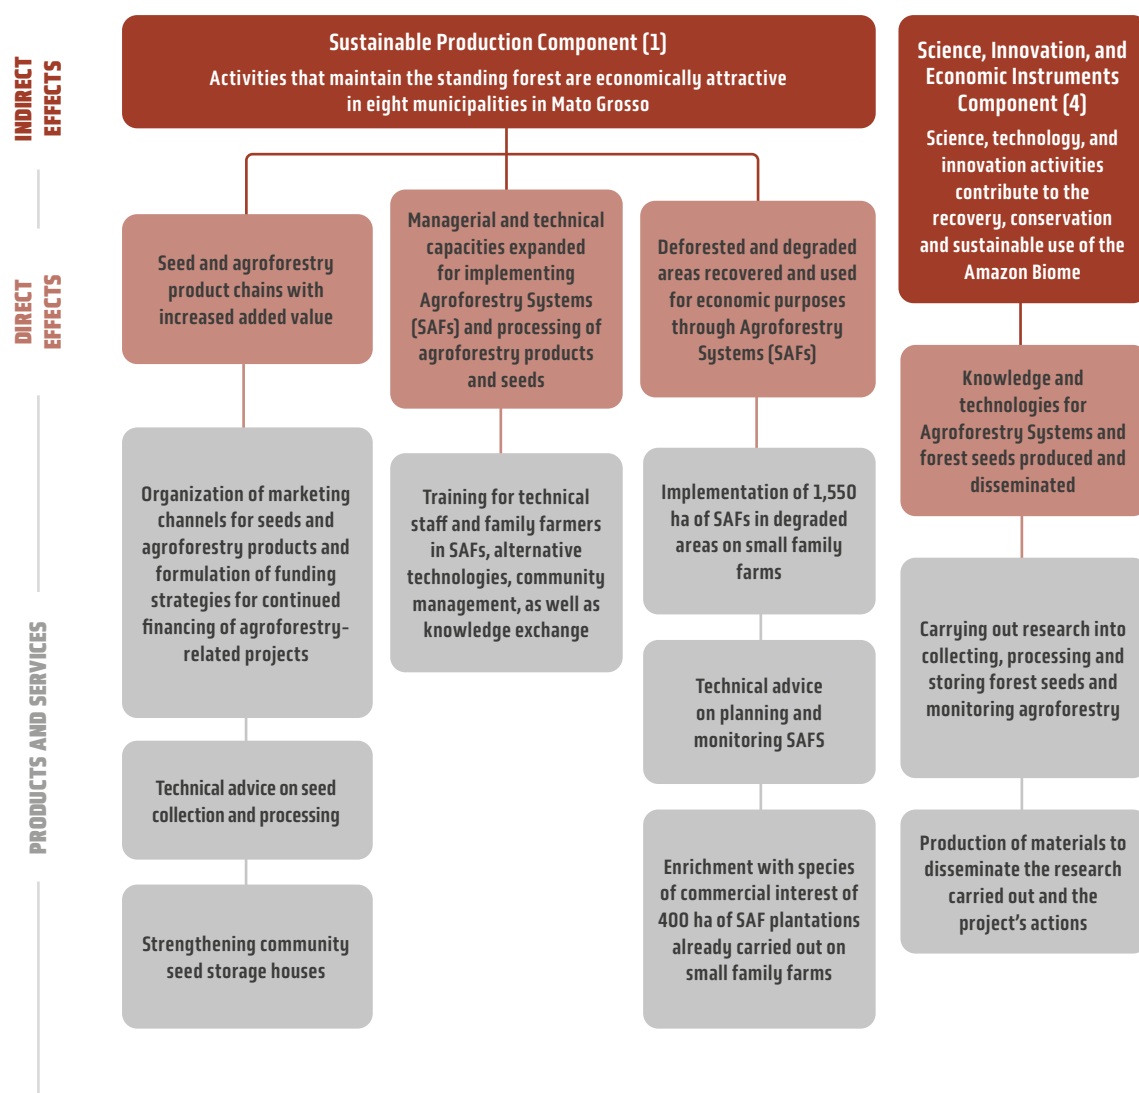 INDIRECT
EFFECTS
Sustainable Production Component (1)
Activities that maintain the standing forest are economically attractive
in eight municipalities in Mato Grosso
Science, Innovation, and
Economic Instruments
Component (4)
Science, technology, and
innovation activities
contribute to the
recovery, conservation
and sustainable use of the
Amazon Biome
DIRECT
EFFECTS
Seed and agroforestry
product chains with
increased added value
Managerial and technical
capacities expanded
for implementing
Agroforestry Systems
(SAFs) and processing of
agroforestry products
and seeds
Deforested and degraded
areas recovered and used
for economic purposes
through Agroforestry
Systems (SAFs)
Knowledge and
technologies for
Agroforestry Systems and
forest seeds produced and
disseminated
PRODUCTS AND SERVICES
Organization of marketing
channels for seeds and
agroforestry products and
formulation of funding
strategies for continued
financing of agroforestry-
related projects
Technical advice on seed
collection and processing
Strengthening community
seed storage houses
Training for technical
staff and family farmers
in SAFs, alternative
technologies, community
management, as well as
knowledge exchange
Implementation of 1,550
ha of SAFs in degraded
areas on small family
farms
Technical advice
on planning and
monitoring SAFS
Enrichment with species
of commercial interest of
400 ha of SAF plantations
already carried out on
small family farms
Carrying out research into
collecting, processing and
storing forest seeds and
monitoring agroforestry
Production of materials to
disseminate the research
carried out and the
project's actions